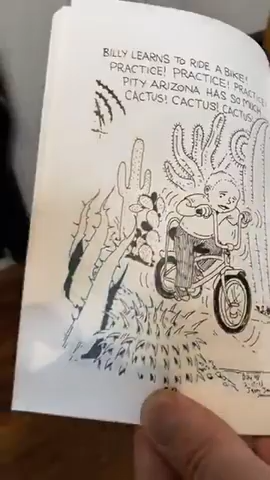 BILLY LEARNS TO RIDE A BIKE!
PRACTICE! PRACTICE! PRACTICE!
PITY ARIZONA HAS SO MUCH
CACTUS! CACTUS! CACTUS!